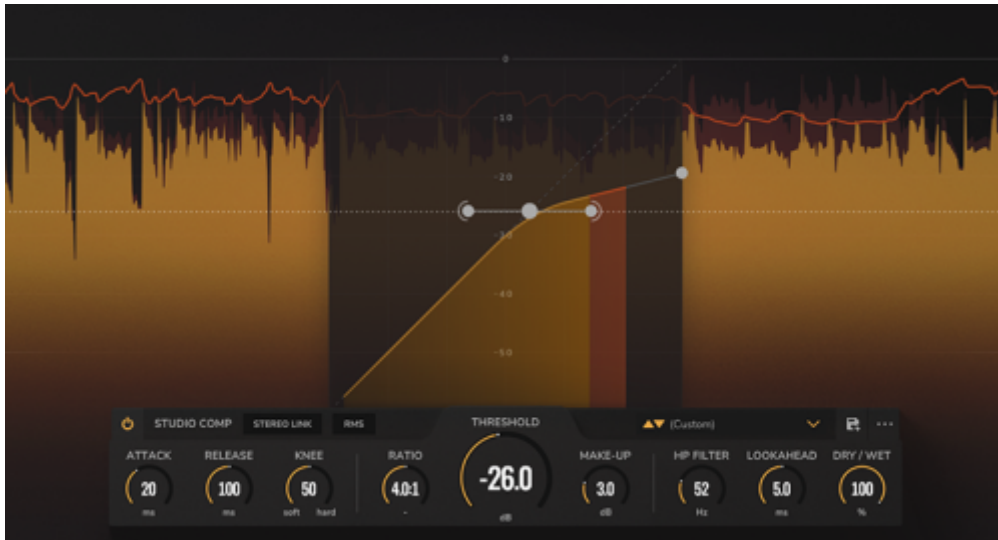 0
-10
-20
-30
-40
-50
STUDIO COMP STEREO LINK RMS THRESHOLD (Custom)
ATTACK RELEASE KNEE RATIO MAKE-UP HP FILTER LOOKAHEAD DRY / WET
20 100 50 4.0:1 -26.0 3.0 52 5.0 100
ms ms soft hard - dB dB Hz ms %